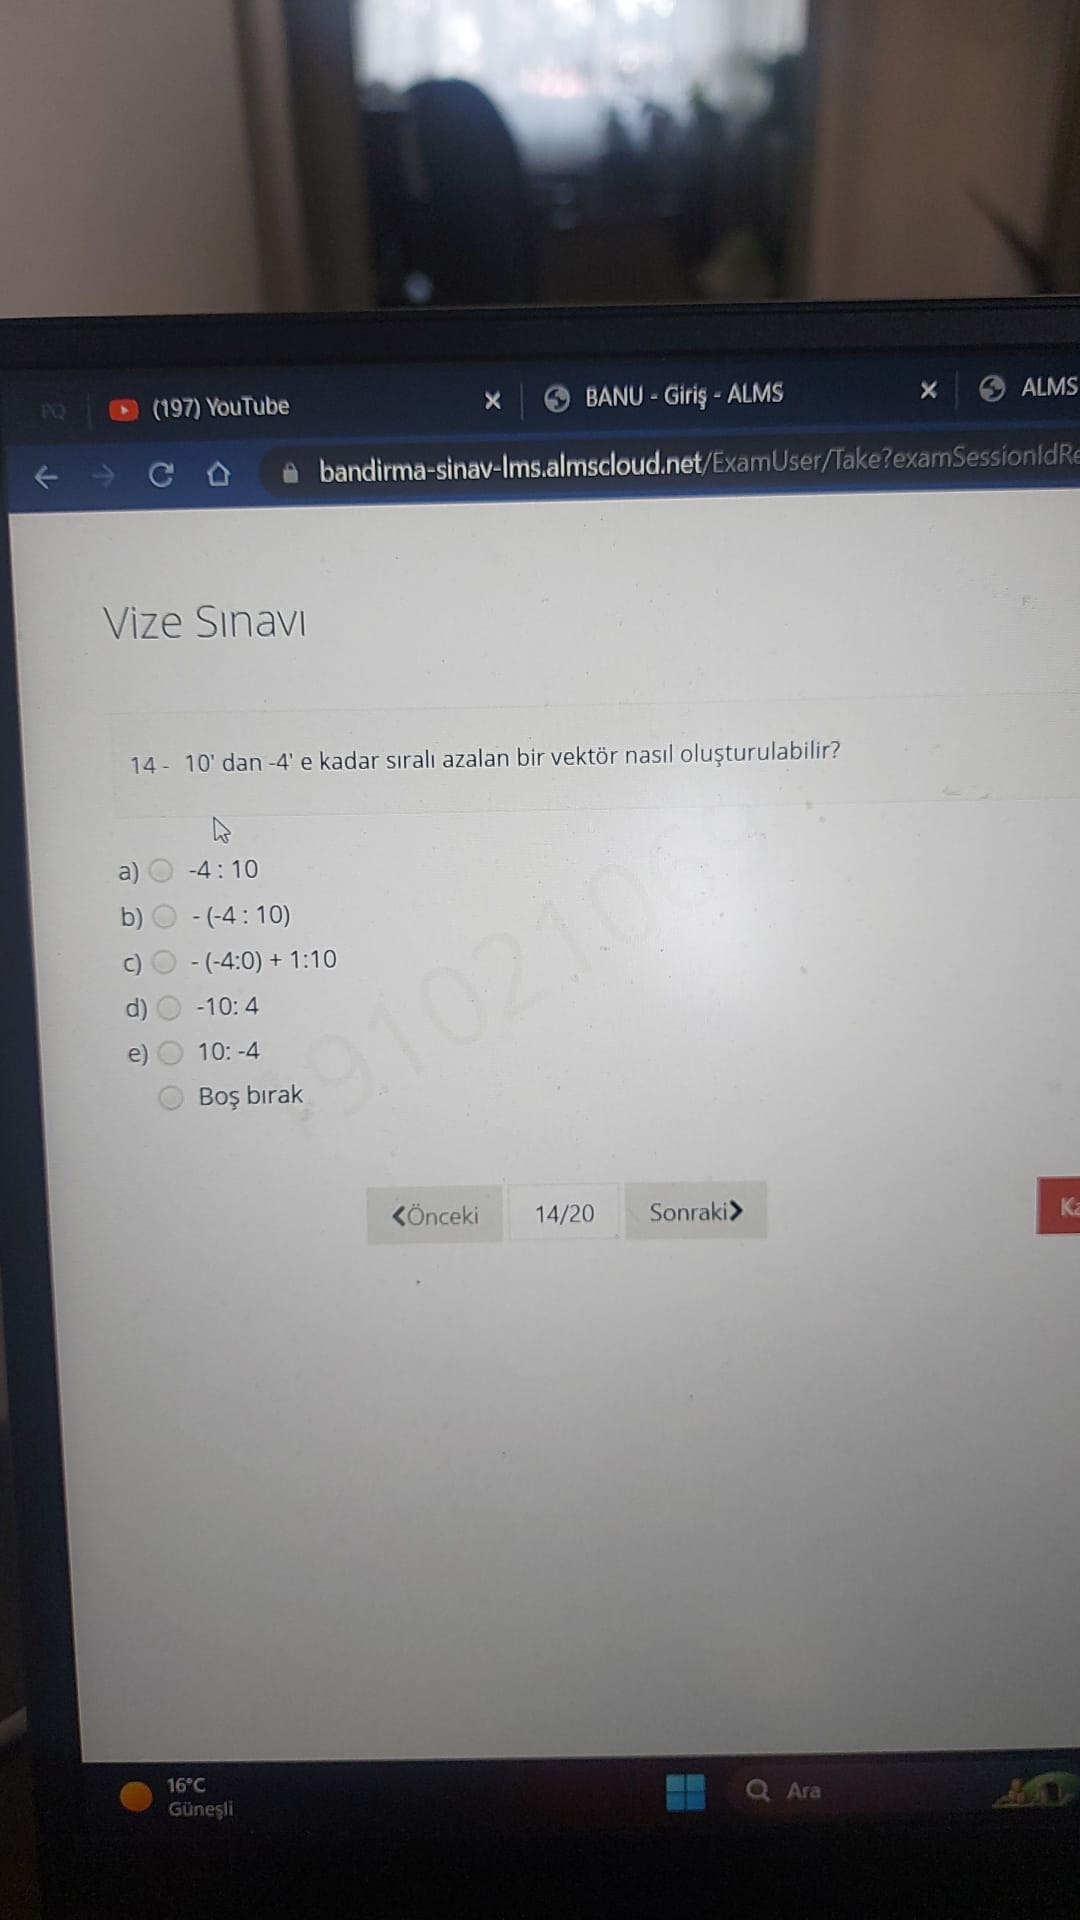 PQ
(197) YouTube
BANU - Giriş - ALMS
ALMS
bandirma-sinav-lms.almscloud.net/ExamUser/Take?examSessionIdRe
Vize Sınavı
14 - 10' dan -4' e kadar sıralı azalan bir vektör nasıl oluşturulabilir?
a) -4 : 10
b) - (-4 : 10)
c) - (-4:0) + 1:10
d) -10: 4
e) 10: -4
Boş bırak
Önceki
14/20
Sonraki
Ka
16°C
Güneşli
Ara